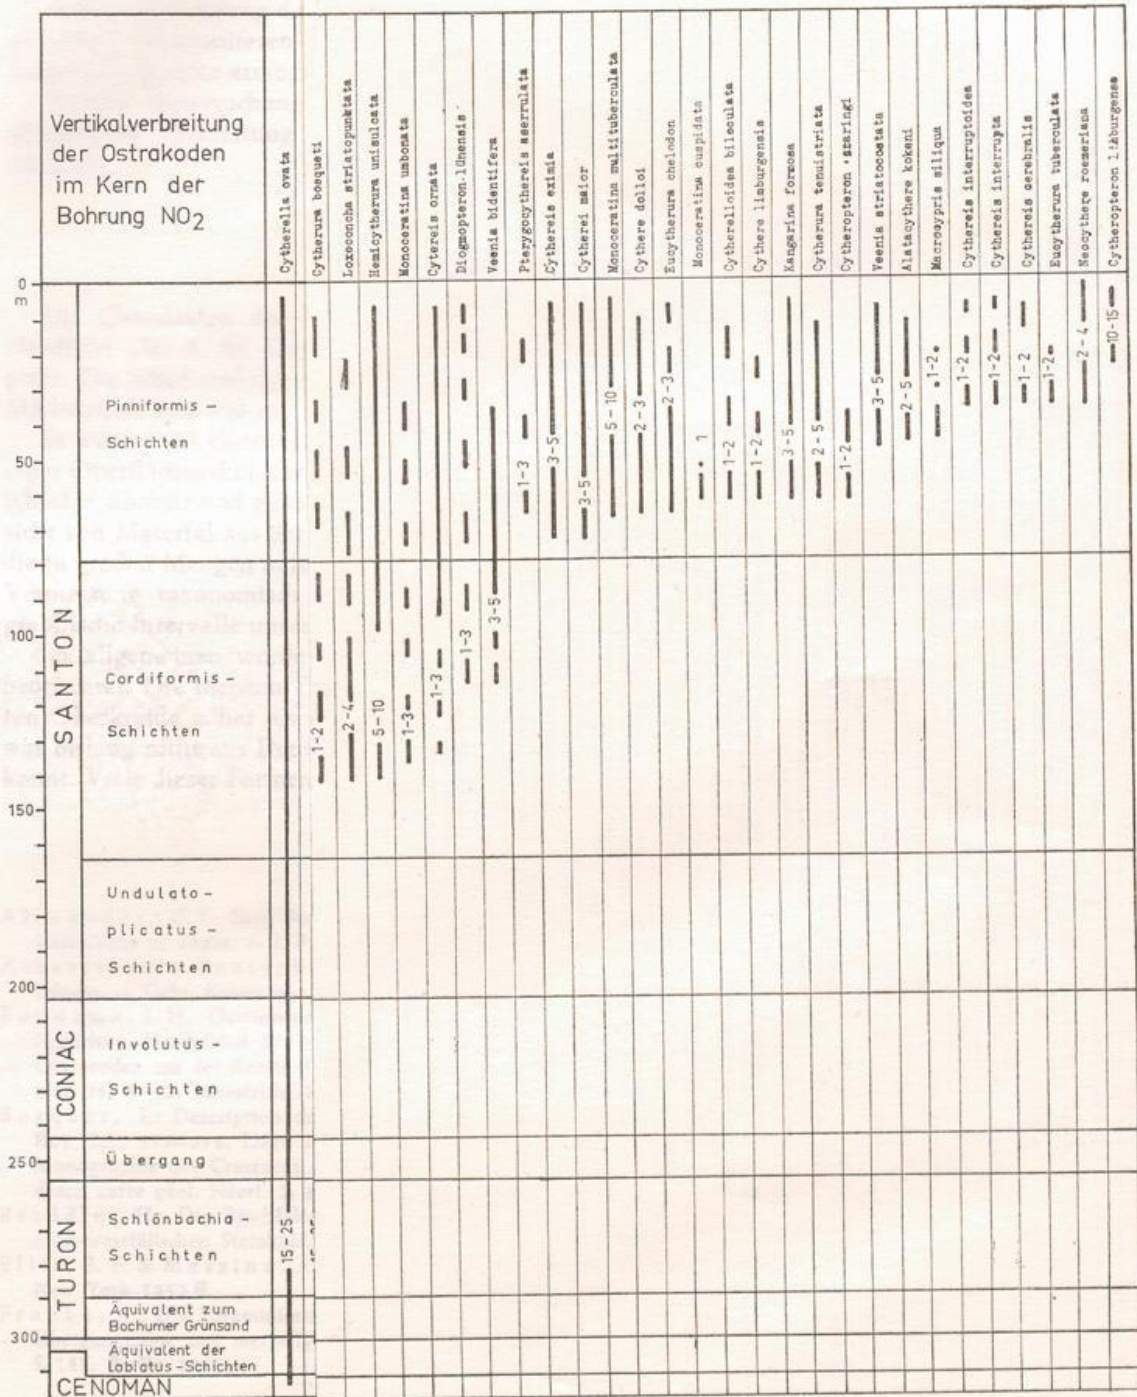 Vertikalverbreitung
der Ostrakoden
im Kern der
Bohrung NO2
Cytherella ovata
Cytherura bosqueti
Loxoconcha striatopunktata
Hemicytherura unisulcata
Monoceratina umbonata
Cytereis ornata
Veenia bidentifera
Pterygocythereis aserrulata
Cythereis eximia
Cytherei maior
Monoceratina multituberculata
Cythere dolloi
Eucytherura chelodon
Monoceratina cuspidata
Cytherelloidea biloculata
Cythere limburgensis
Kangarina formosa
Cytherura tenuistriata
Cytheropteron
Veenia striatocostata
Alatacythere kokeni
Macrocypris siliqua
Cythereis interruptoidea
Cythereis interrupta
Cythereis cerebralis
Eucytherura tuberculata
Neocythere roemeriana
Cytheropteron
0
m
50
100
150
200
250
300
SANTON
CONIAC
TURON
CENOMAN
Pinniformis –
Schichten
Cordiformis –
Schichten
Undulato –
plicatus –
Schichten
Involutus –
Schichten
Übergang
Schlönbachia –
Schichten
Äquivalent zum
Bochumer Grünsand
Äquivalent der
Labiatus – Schichten
15 – 25
1 – 2
2 – 4
5 – 10
1 – 3
1 – 3
1 – 3
3 – 5
1 – 3
3 – 5
3 – 5
5 – 10
2 – 3
2 – 3
1
1 – 2
1 – 2
3 – 5
2 – 5
1 – 2
3 – 5
2 – 5
1 – 2
1 – 2
1 – 2
1 – 2
1 – 2
2 – 4
10 – 15